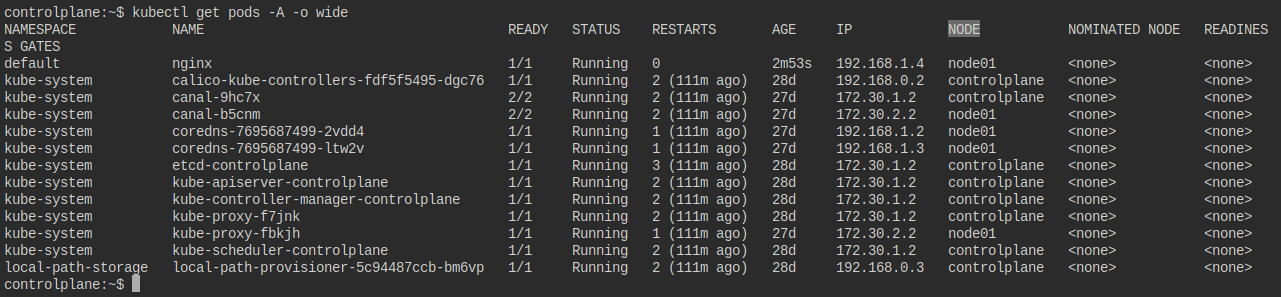 controlplane:~$ kubectl get pods -A -o wide
NAMESPACE            NAME                                      READY   STATUS    RESTARTS       AGE     IP            NODE           NOMINATED NODE   READINES
S GATES
default              nginx                                     1/1     Running   0              2m53s   192.168.1.4   node01         <none>           <none>
kube-system          calico-kube-controllers-fdf5f5495-dgc76   1/1     Running   2 (111m ago)   28d     192.168.0.2   controlplane   <none>           <none>
kube-system          canal-9hc7x                               2/2     Running   2 (111m ago)   27d     172.30.1.2    controlplane   <none>           <none>
kube-system          canal-b5cnm                               2/2     Running   2 (111m ago)   27d     172.30.2.2    node01         <none>           <none>
kube-system          coredns-7695687499-2vdd4                  1/1     Running   1 (111m ago)   27d     192.168.1.2   node01         <none>           <none>
kube-system          coredns-7695687499-ltw2v                  1/1     Running   1 (111m ago)   27d     192.168.1.3   node01         <none>           <none>
kube-system          etcd-controlplane                         1/1     Running   3 (111m ago)   28d     172.30.1.2    controlplane   <none>           <none>
kube-system          kube-apiserver-controlplane               1/1     Running   2 (111m ago)   28d     172.30.1.2    controlplane   <none>           <none>
kube-system          kube-controller-manager-controlplane      1/1     Running   2 (111m ago)   28d     172.30.1.2    controlplane   <none>           <none>
kube-system          kube-proxy-f7jnk                          1/1     Running   2 (111m ago)   28d     172.30.1.2    controlplane   <none>           <none>
kube-system          kube-proxy-fbkjh                          1/1     Running   1 (111m ago)   27d     172.30.2.2    node01         <none>           <none>
kube-system          kube-scheduler-controlplane               1/1     Running   2 (111m ago)   28d     172.30.1.2    controlplane   <none>           <none>
local-path-storage   local-path-provisioner-5c94487ccb-bm6vp   1/1     Running   2 (111m ago)   28d     192.168.0.3   controlplane   <none>           <none>
controlplane:~$